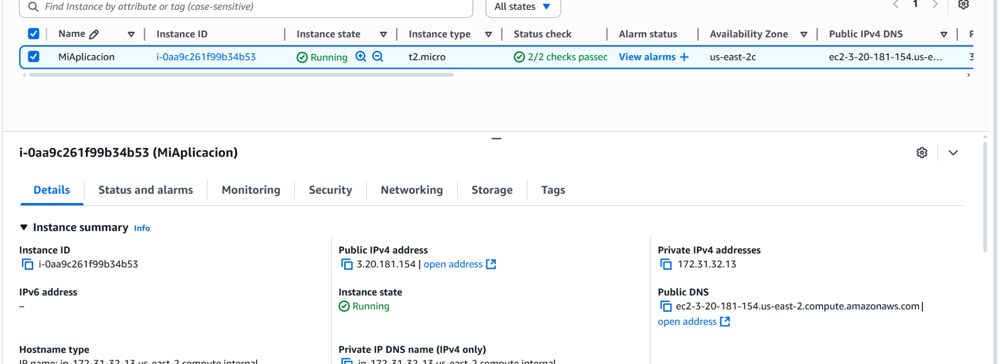 Find Instance by attribute or tag (case-sensitive) All states 1
Name Instance ID Instance state Instance type Status check Alarm status Availability Zone Public IPv4 DNS
MiAplicacion i-0aa9c261f99b34b53 Running t2.micro 2/2 checks passed View alarms us-east-2c ec2-3-20-181-154.us-e… 3
i-0aa9c261f99b34b53 (MiAplicacion)
Details Status and alarms Monitoring Security Networking Storage Tags
Instance summary Info
Instance ID
i-0aa9c261f99b34b53
Public IPv4 address
3.20.181.154 | open address
Private IPv4 addresses
172.31.32.13
IPv6 address
–
Instance state
Running
Public DNS
ec2-3-20-181-154.us-east-2.compute.amazonaws.com |
open address
Hostname type
IP name: ip-172-31-32-13.us-east-2.compute.internal
Private IP DNS name (IPv4 only)
ip-172-31-32-13.us-east-2.compute.internal